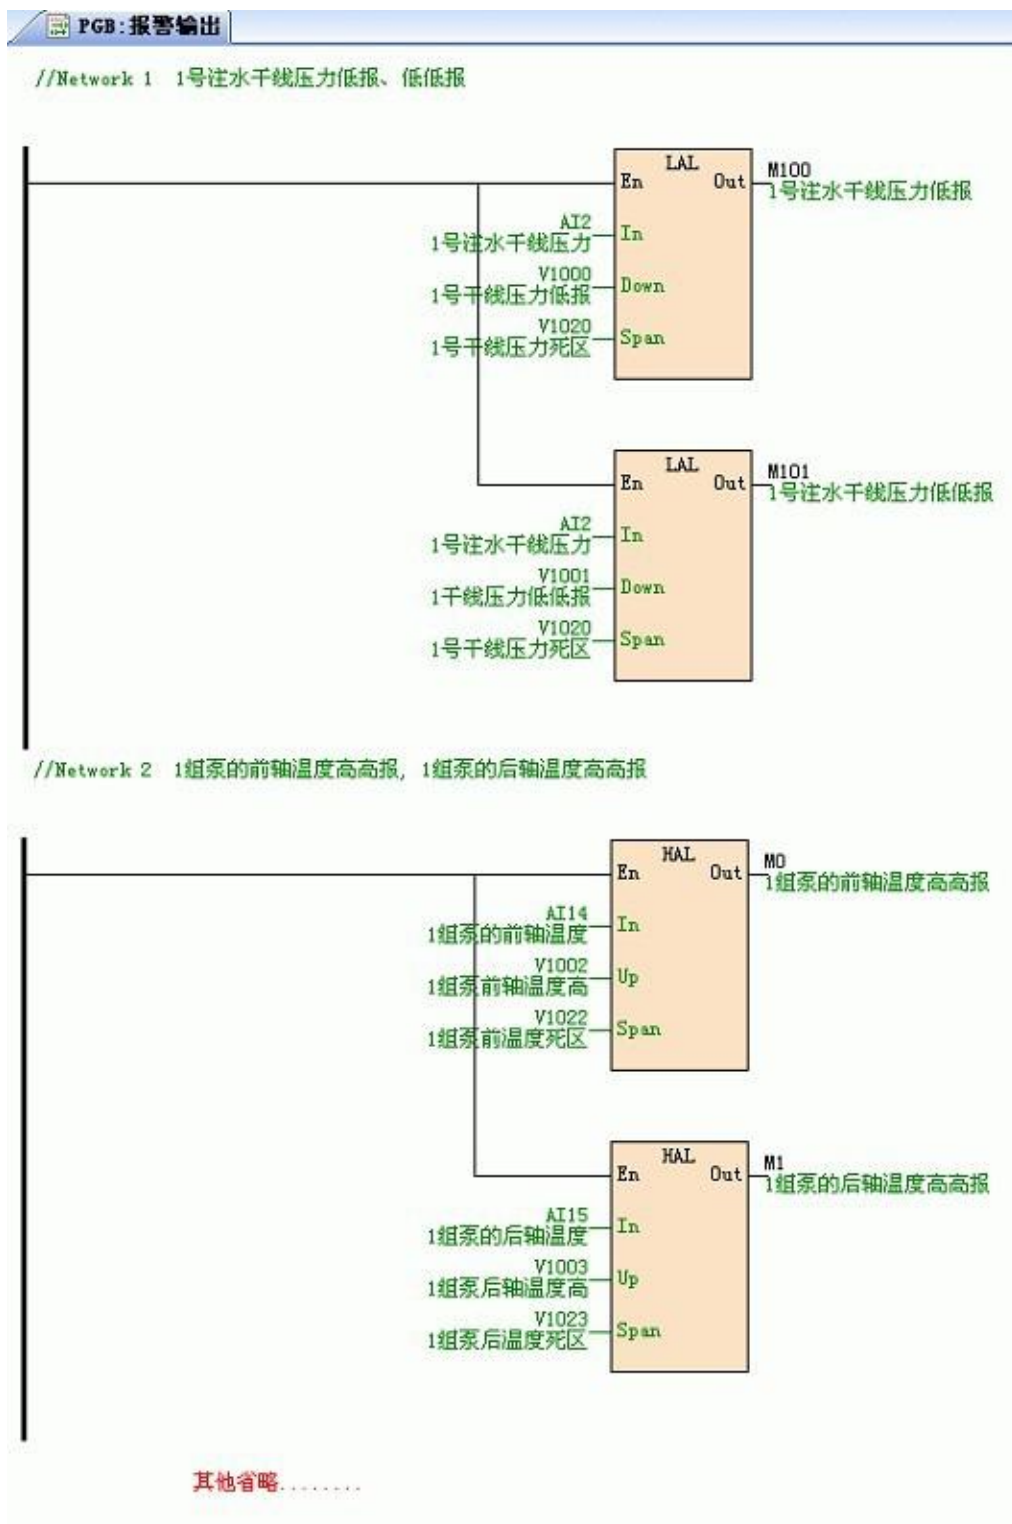 PGB:报警输出
//Network 1 1号注水干线压力低报、低低报
LAL
En Out
M100
1号注水干线压力低报
AI2
1号注水干线压力
In
V1000
1号干线压力低报
Down
V1020
1号干线压力死区
Span
LAL
En Out
M101
1号注水干线压力低低报
AI2
1号注水干线压力
In
V1001
1干线压力低低报
Down
V1020
1号干线压力死区
Span
//Network 2 1组泵的前轴温度高高报, 1组泵的后轴温度高高报
HAL
En Out
M0
1组泵的前轴温度高高报
AI14
1组泵的前轴温度
In
V1002
1组泵前轴温度高
Up
V1022
1组泵前温度死区
Span
HAL
En Out
M1
1组泵的后轴温度高高报
AI15
1组泵的后轴温度
In
V1003
1组泵后轴温度高
Up
V1023
1组泵后温度死区
Span
其他省略........